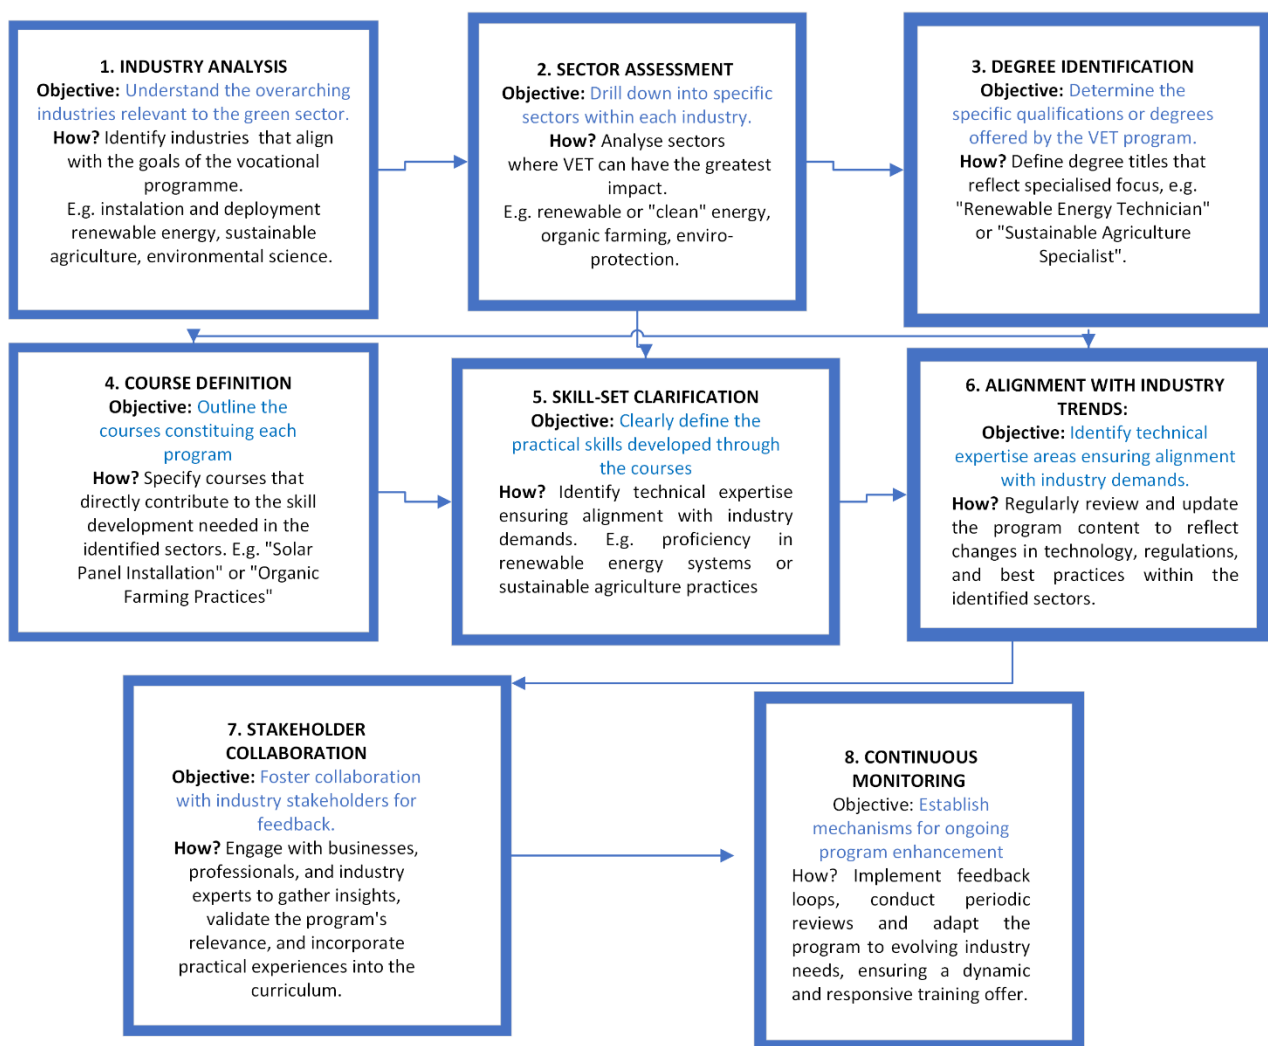 1. INDUSTRY ANALYSIS
Objective: Understand the overarching
industries relevant to the green sector.
How? Identify industries  that align
with the goals of the vocational
programme.
E.g. instalation and deployment
renewable energy, sustainable
agriculture, environmental science.
2. SECTOR ASSESSMENT
Objective: Drill down into specific
sectors within each industry.
How? Analyse sectors
where VET can have the greatest
impact.
E.g. renewable or "clean" energy,
organic farming, enviro-
protection.
3. DEGREE IDENTIFICATION
Objective: Determine the
specific qualifications or degrees
offered by the VET program.
How? Define degree titles that
reflect specialised focus, e.g.
"Renewable Energy Technician"
or "Sustainable Agriculture
Specialist".
4. COURSE DEFINITION
Objective: Outline the
courses constituing each
program
How? Specify courses that
directly contribute to the skill
development needed in the
identified sectors. E.g. "Solar
Panel Installation" or "Organic
Farming Practices"
5. SKILL-SET CLARIFICATION
Objective: Clearly define the
practical skills developed through
the courses
How? Identify technical expertise
ensuring alignment with industry
demands. E.g. proficiency in
renewable energy systems or
sustainable agriculture practices
6. ALIGNMENT WITH INDUSTRY
TRENDS:
Objective: Identify technical
expertise areas ensuring alignment
with industry demands.
How? Regularly review and update
the program content to reflect
changes in technology, regulations,
and best practices within the
identified sectors.
7. STAKEHOLDER
COLLABORATION
Objective: Foster collaboration
with industry stakeholders for
feedback.
How? Engage with businesses,
professionals, and industry
experts to gather insights,
validate the program's
relevance, and incorporate
practical experiences into the
curriculum.
8. CONTINUOUS
MONITORING
Objective: Establish
mechanisms for ongoing
program enhancement
How? Implement feedback
loops, conduct periodic
reviews and adapt the
program to evolving industry
needs, ensuring a dynamic
and responsive training offer.